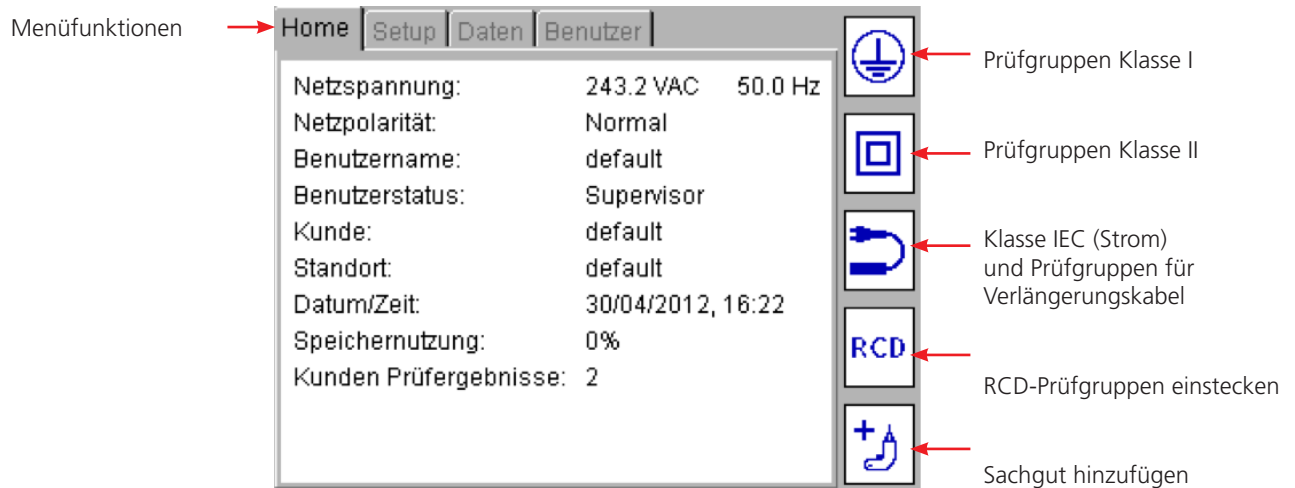 Menüfunktionen
Home Setup Daten Benutzer
Netzspannung: 243.2 VAC 50.0 Hz
Netzpolarität: Normal
Benutzername: default
Benutzerstatus: Supervisor
Kunde: default
Standort: default
Datum/Zeit: 30/04/2012, 16:22
Speichernutzung: 0%
Kunden Prüfergebnisse: 2
RCD
Prüfgruppen Klasse I
Prüfgruppen Klasse II
Klasse IEC (Strom)
und Prüfgruppen für
Verlängerungskabel
RCD-Prüfgruppen einstecken
Sachgut hinzufügen